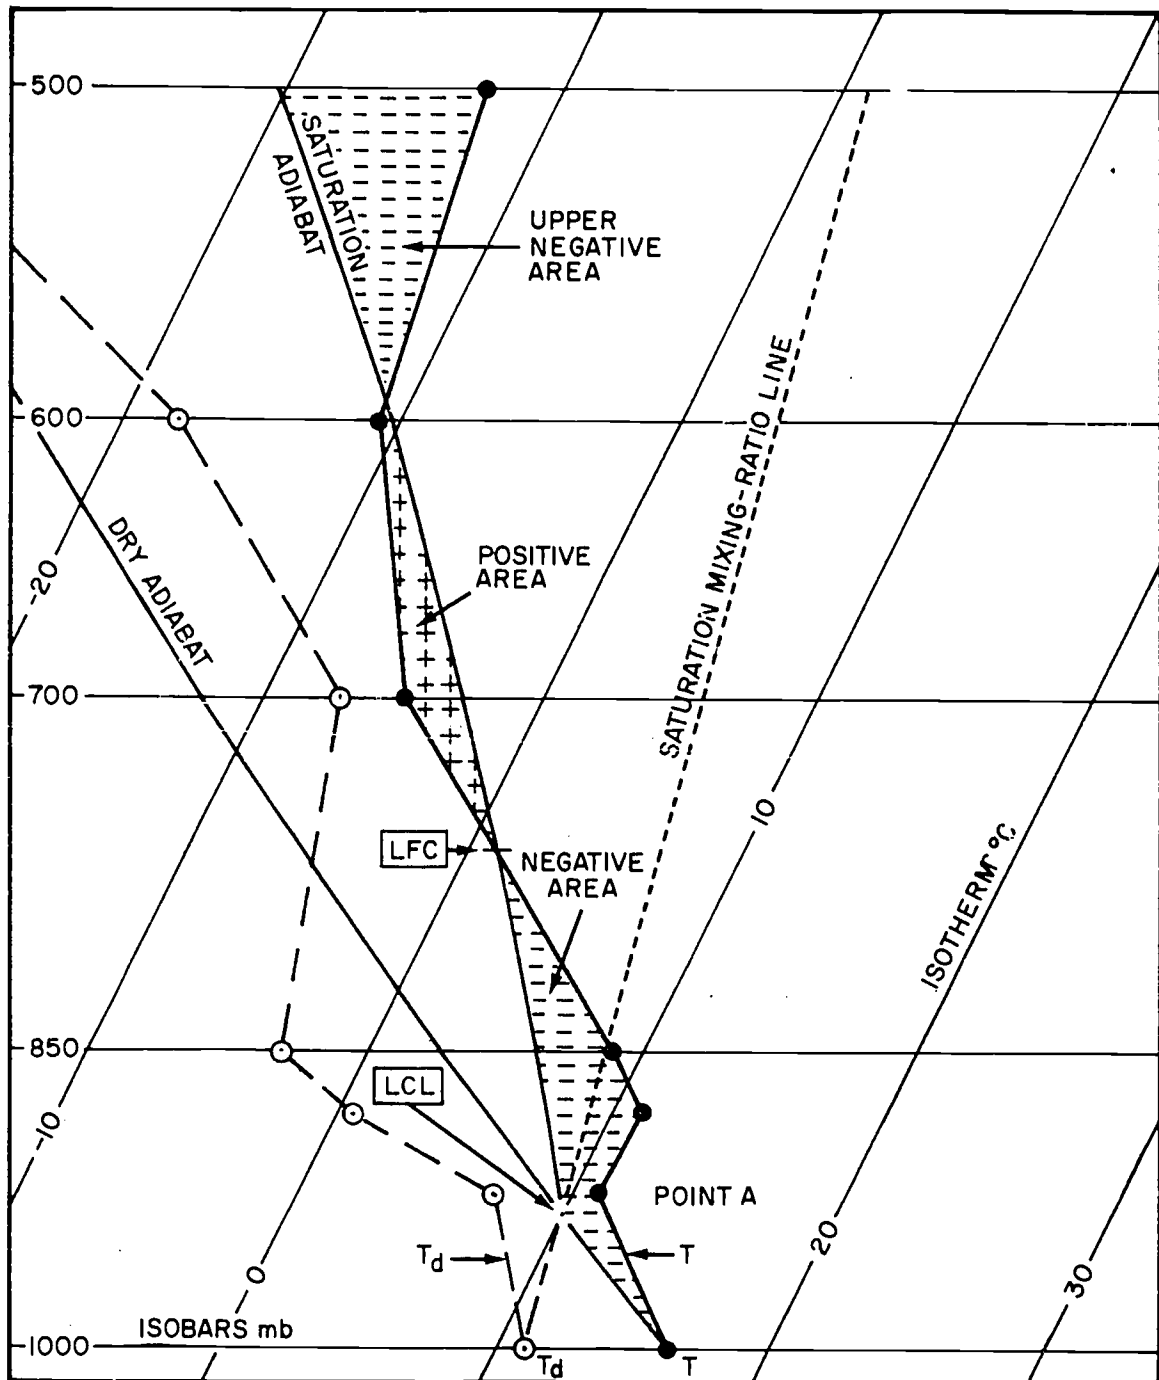 500
SATURATION
ADIABAT
UPPER
NEGATIVE
AREA
600
SATURATION MIXING-RATIO LINE
DRY ADIABAT
POSITIVE
AREA
-20
700
10
LFC
NEGATIVE
AREA
ISOTHERM °C
850
LCL
-10
POINT A
20
Td
T
0
30
ISOBARS mb
1000
Td
T